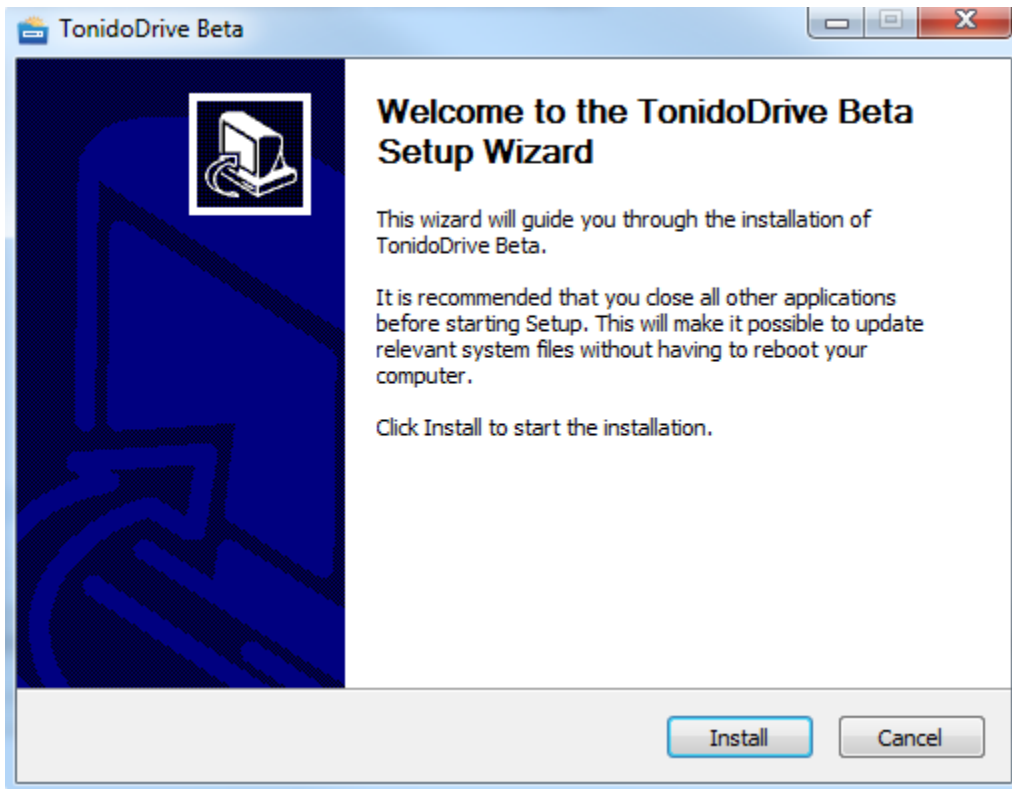 TonidoDrive Beta
Welcome to the TonidoDrive Beta
Setup Wizard
This wizard will guide you through the installation of
TonidoDrive Beta.
It is recommended that you close all other applications
before starting Setup. This will make it possible to update
relevant system files without having to reboot your
computer.
Click Install to start the installation.
Install
Cancel